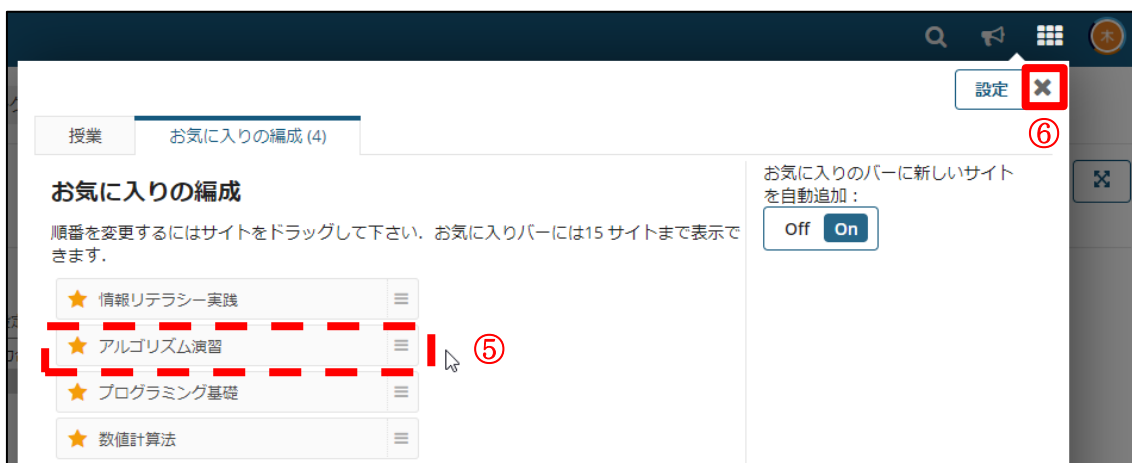 木
設定
⑥
授業
お気に入りの編成 (4)
お気に入りの編成
順番を変更するにはサイトをドラッグして下さい．お気に入りバーには15 サイトまで表示で
きます．
お気に入りのバーに新しいサイト
を自動追加：
Off On
情報リテラシー実践
アルゴリズム演習
⑤
プログラミング基礎
数値計算法